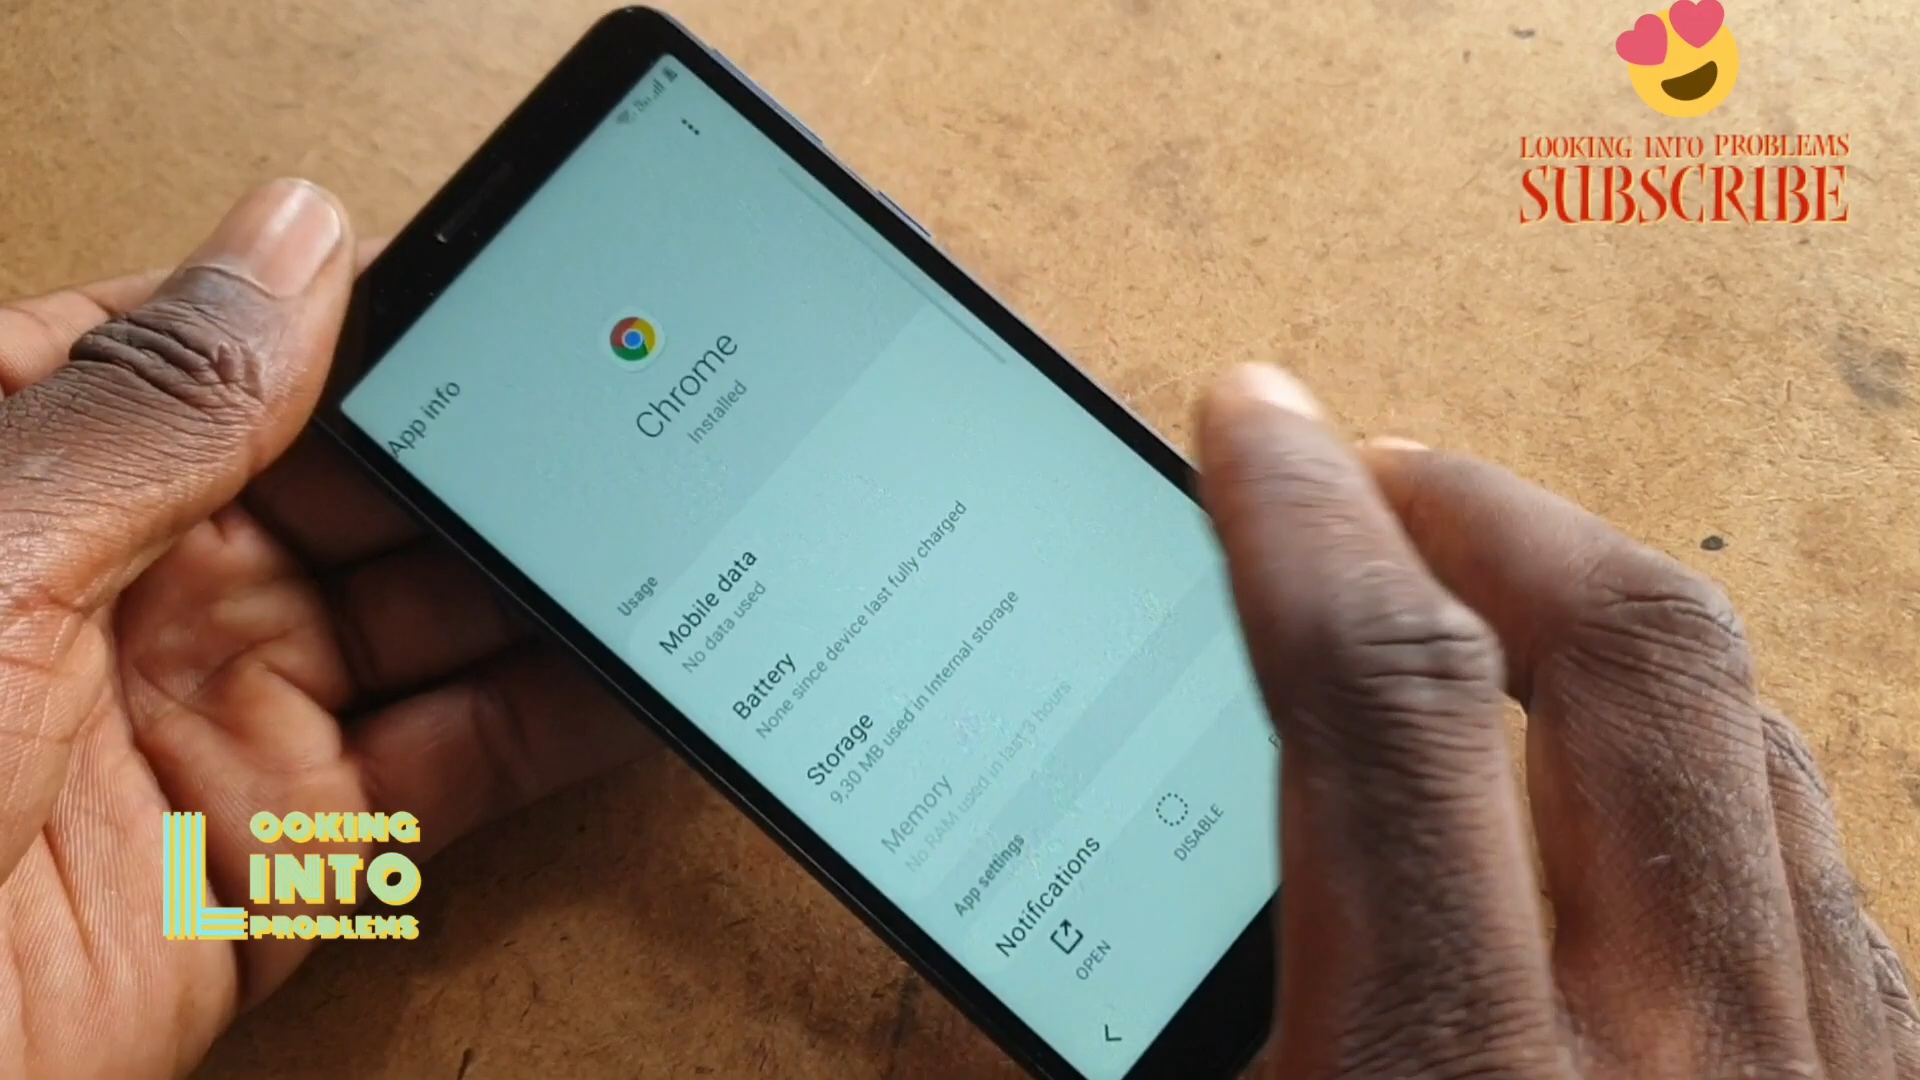 LOOKING INTO PROBLEMS
SUBSCRIBE
App info
Chrome
Installed
Usage
Mobile data
No data used
Battery
None since device last fully charged
Storage
9.30 MB used in Internal storage
Memory
No RAM used in last 3 hours
App settings
Notifications
OPEN
DISABLE
LOOKING
INTO
PROBLEMS